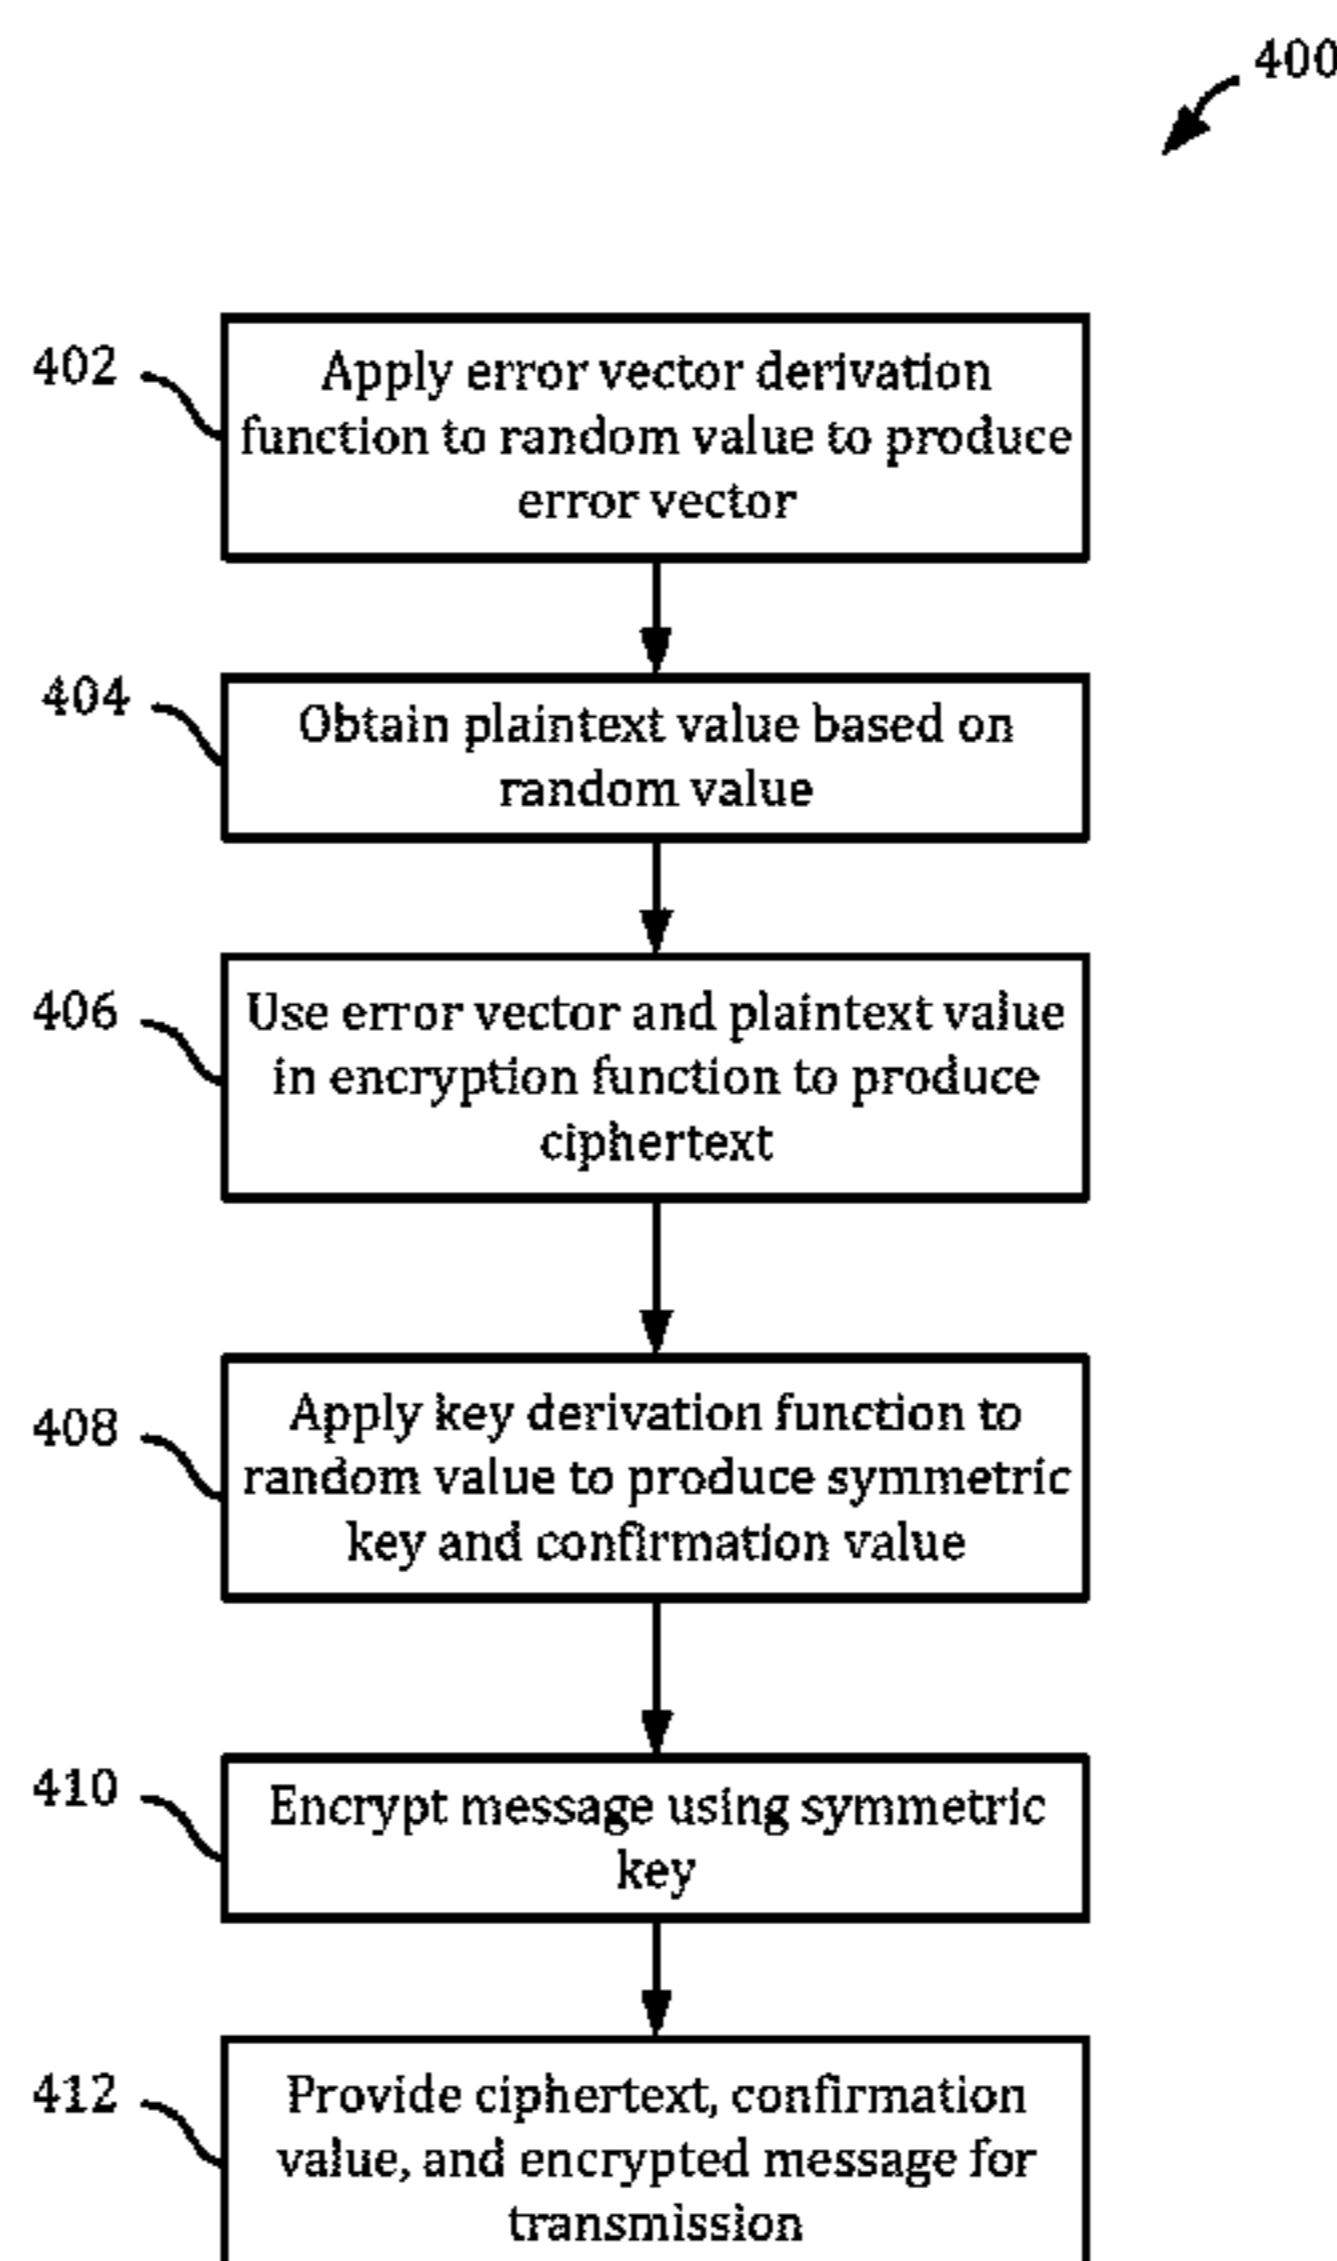 400
402
Apply error vector derivation
function to random value to produce
error vector
404
Obtain plaintext value based on
random value
406
Use error vector and plaintext value
in encryption function to produce
ciphertext
408
Apply key derivation function to
random value to produce symmetric
key and confirmation value
410
Encrypt message using symmetric
key
412
Provide ciphertext, confirmation
value, and encrypted message for
transmission